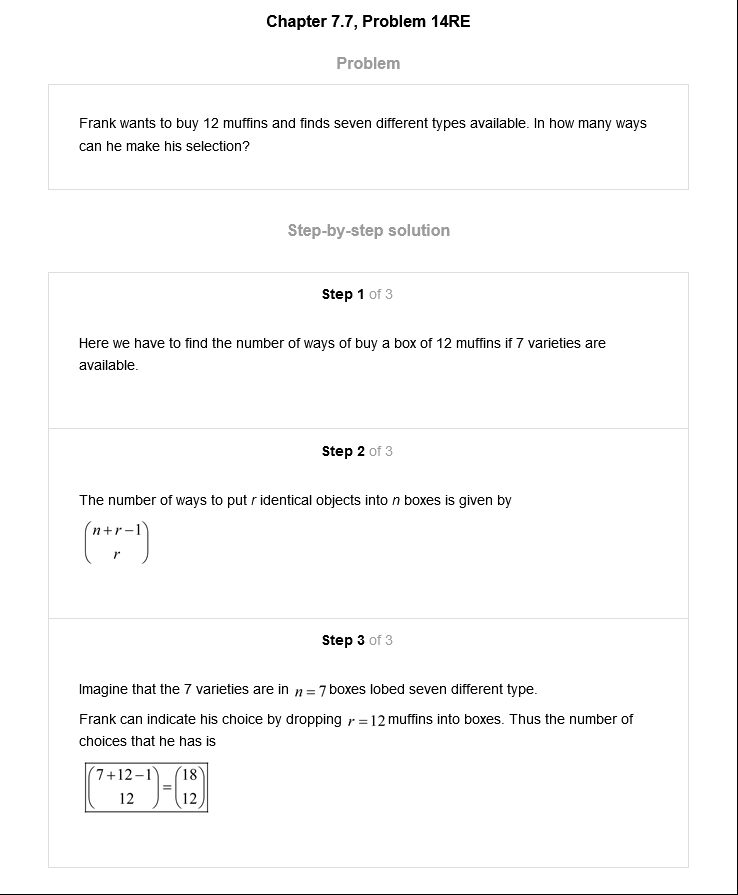 Chapter 7.7, Problem 14RE
Problem
Frank wants to buy 12 muffins and finds seven different types available. In how many ways
can he make his selection?
Step-by-step solution
Step 1 of 3
Here we have to find the number of ways of buy a box of 12 muffins if 7 varieties are
available.
Step 2 of 3
The number of ways to put r identical objects into n boxes is given by
(n+r−1
r)
Step 3 of 3
Imagine that the 7 varieties are in n = 7 boxes lobed seven different type.
Frank can indicate his choice by dropping r = 12 muffins into boxes. Thus the number of
choices that he has is
(7+12−1
12) = (18
12)